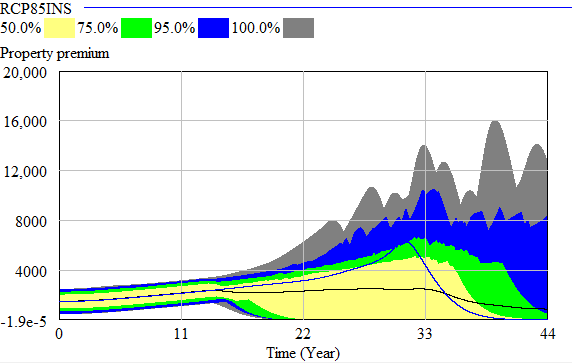 RCP85INS
50.0% 75.0% 95.0% 100.0%
Property premium
20,000
16,000
12,000
8000
4000
-1.9e-5
0 11 22 33 44
Time (Year)